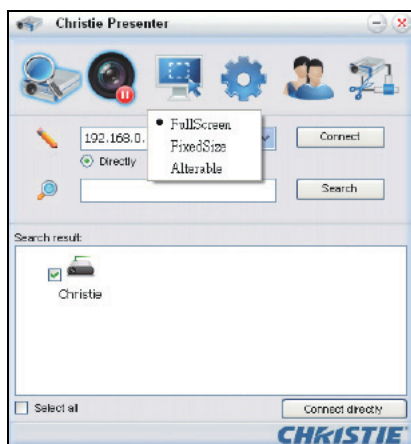 Christie Presenter
FullScreen
FixedSize
Alterable
192.168.0.
Connect
Directly
Search
Search result:
Christie
Select all
Connect directly
CHRISTIE